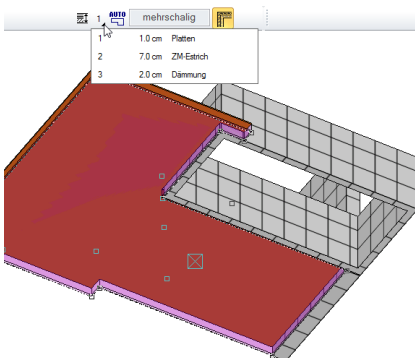 1 AUTO mehrschalig
1 1.0 cm Platten
2 7.0 cm ZM-Estrich
3 2.0 cm Dämmung